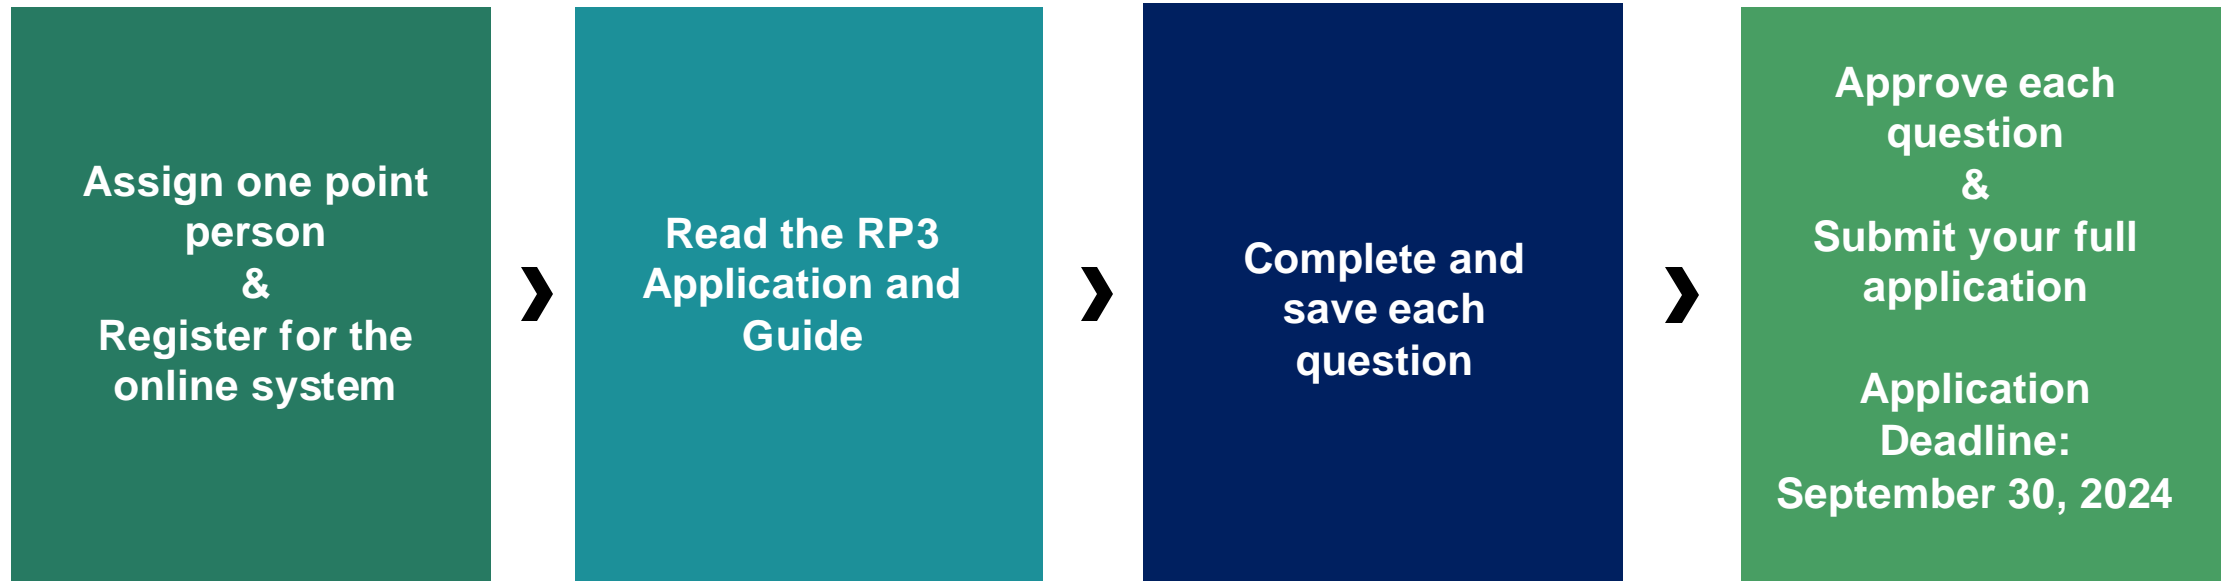 Assign one point
person
&
Register for the
online system
Read the RP3
Application and
Guide
Complete and
save each
question
Approve each
question
&
Submit your full
application
Application
Deadline:
September 30, 2024